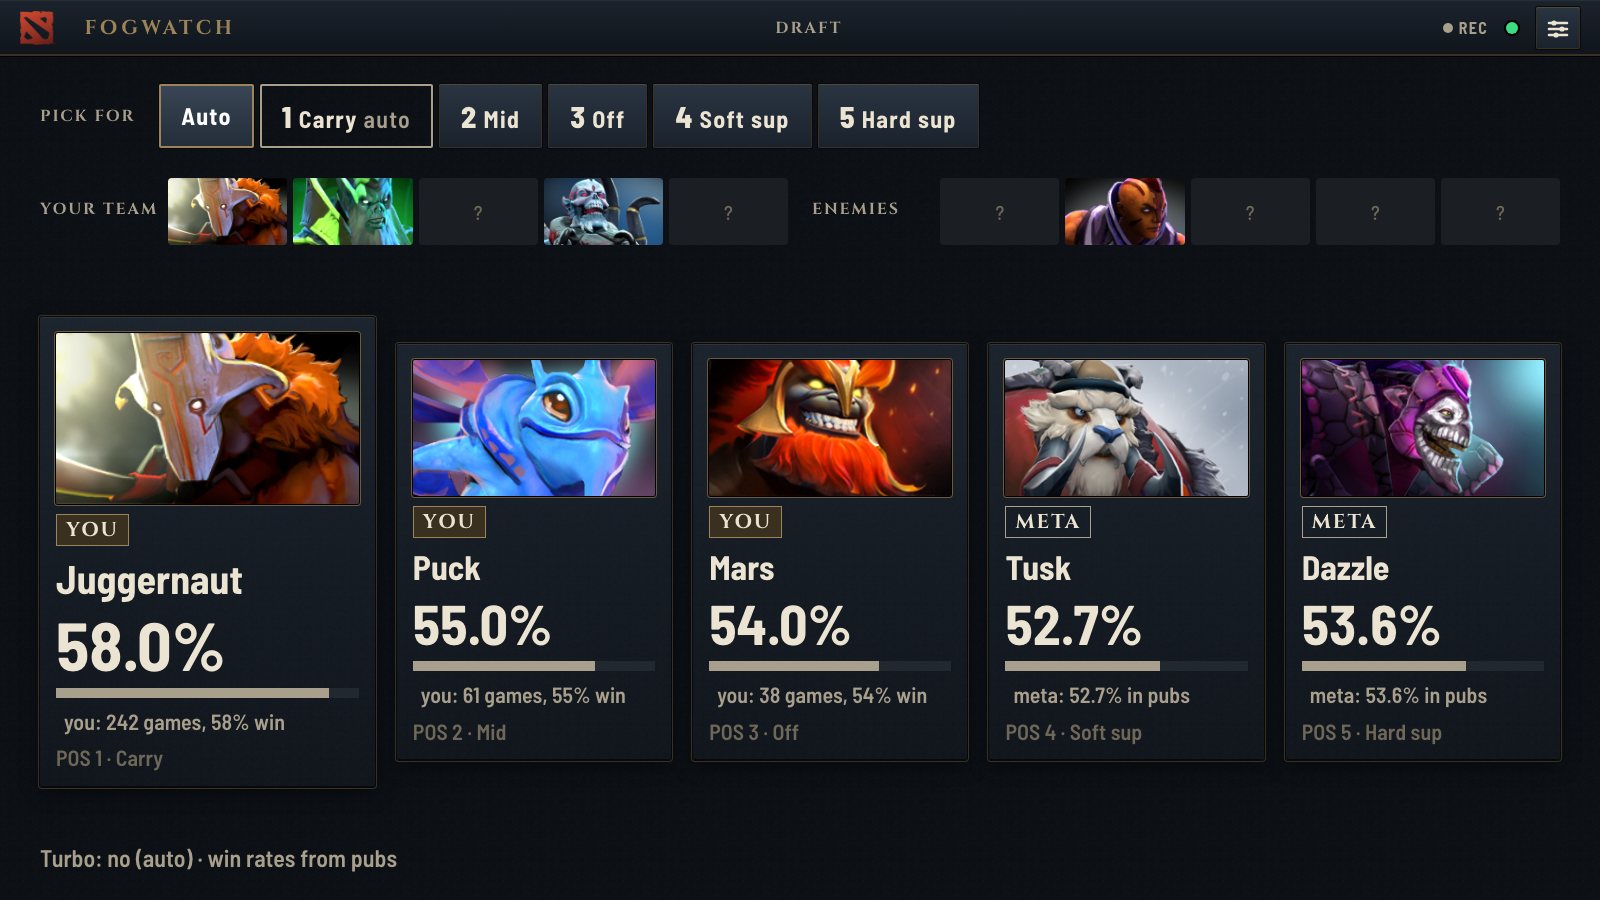 FOGWATCH
DRAFT
REC
PICK FOR
Auto
1 Carry auto
2 Mid
3 Off
4 Soft sup
5 Hard sup
YOUR TEAM
?
?
ENEMIES
?
?
?
?
YOU
Juggernaut
58.0%
you: 242 games, 58% win
POS 1 · Carry
YOU
Puck
55.0%
you: 61 games, 55% win
POS 2 · Mid
YOU
Mars
54.0%
you: 38 games, 54% win
POS 3 · Off
META
Tusk
52.7%
meta: 52.7% in pubs
POS 4 · Soft sup
META
Dazzle
53.6%
meta: 53.6% in pubs
POS 5 · Hard sup
Turbo: no (auto) · win rates from pubs